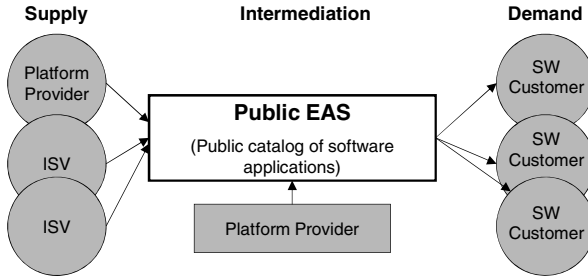 Supply
Intermediation
Demand
Platform
Provider
ISV
ISV
Public EAS
(Public catalog of software
applications)
Platform Provider
SW
Customer
SW
Customer
SW
Customer